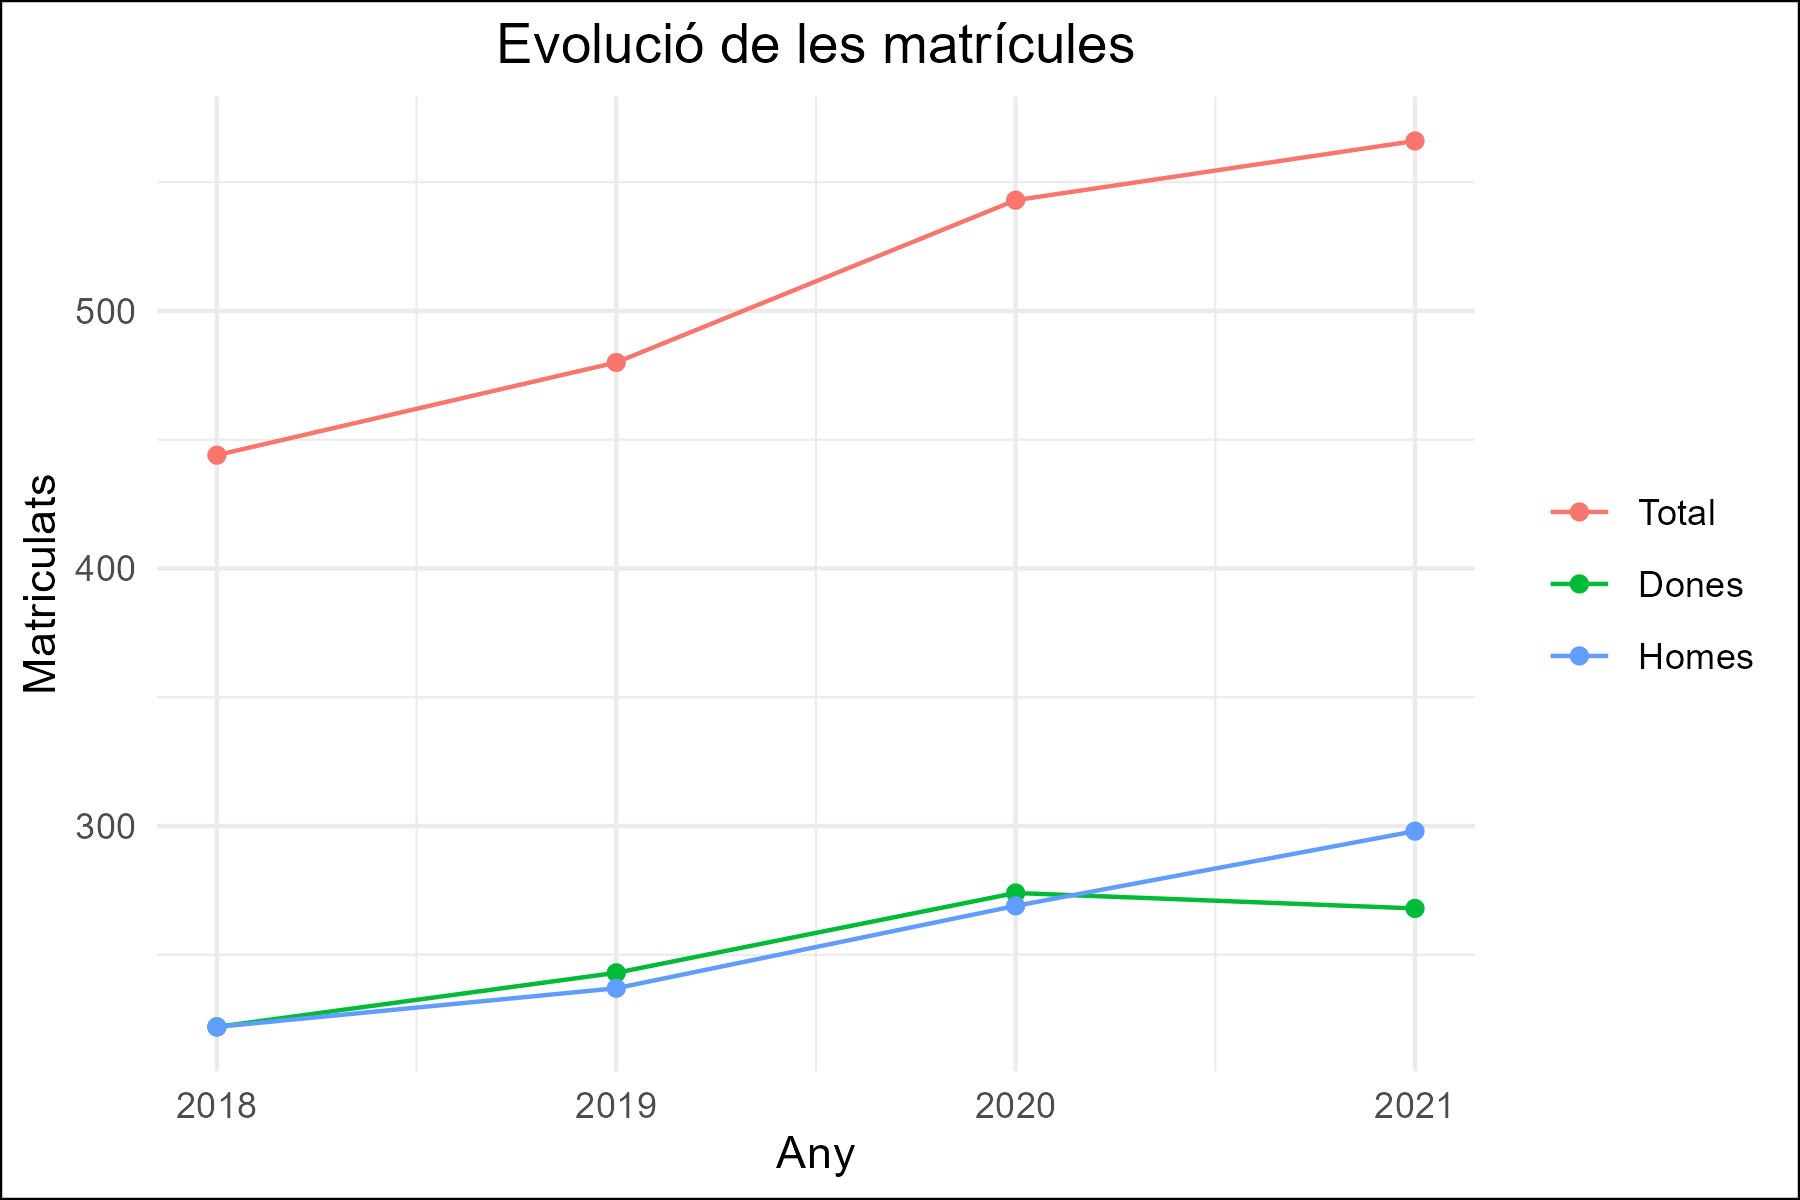 Evolució de les matrícules
Matriculats
500
400
300
2018 2019 2020 2021
Any
Total
Dones
Homes